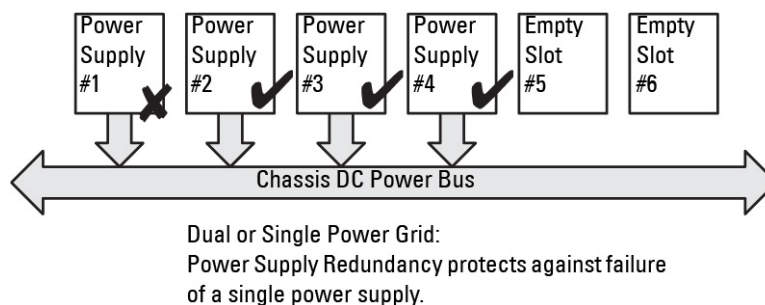 Power
Supply
#1
Power
Supply
#2
Power
Supply
#3
Power
Supply
#4
Empty
Slot
#5
Empty
Slot
#6
Chassis DC Power Bus
Dual or Single Power Grid:
Power Supply Redundancy protects against failure
of a single power supply.